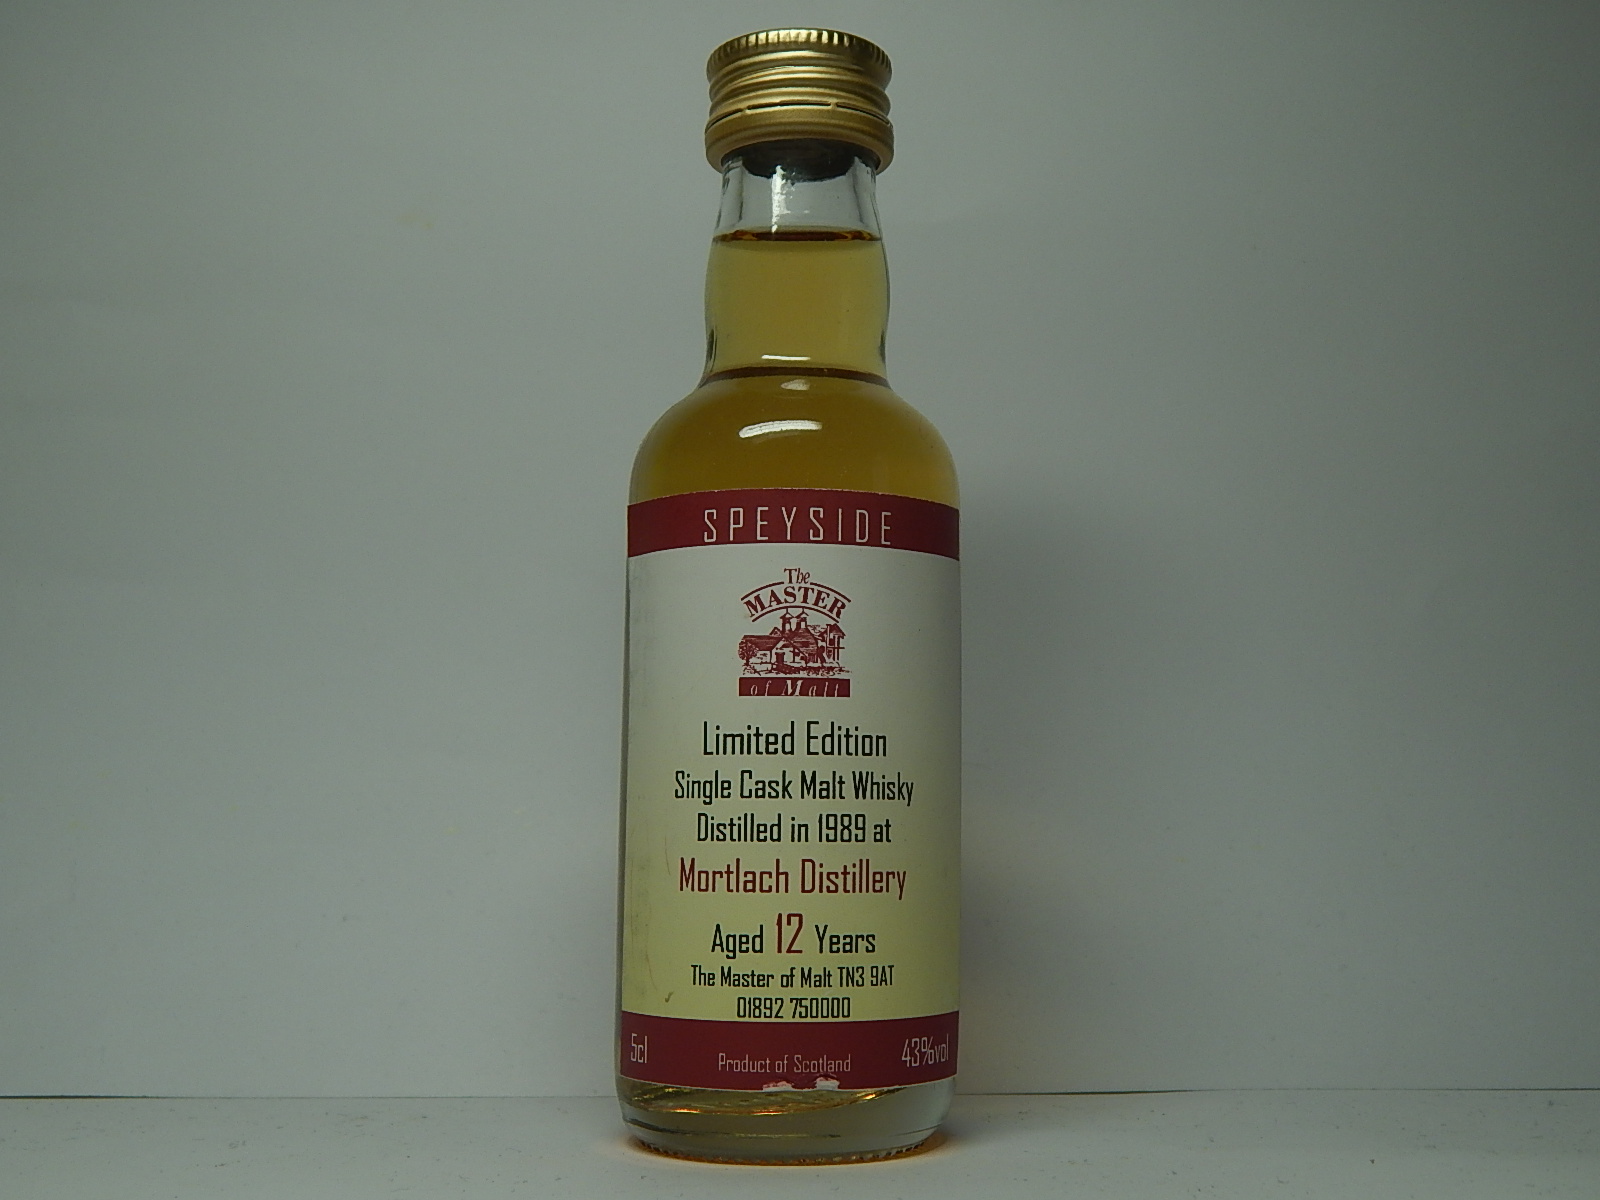 SPEYSIDE
The
MASTER
of Malt
Limited Edition
Single Cask Malt Whisky
Distilled in 1989 at
Mortlach Distillery
Aged 12 Years
The Master of Malt TN3 9AT
01892 750000
5cl Product of Scotland 43%vol